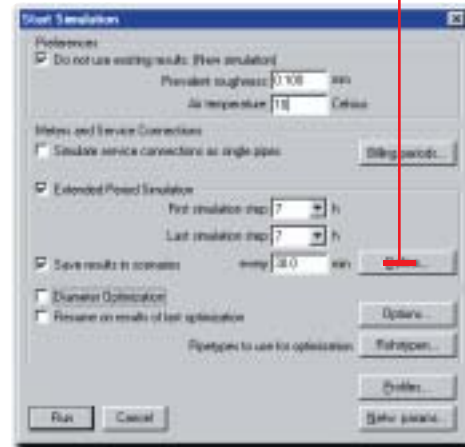 Start Simulation
Preferences
Do not use existing results (New simulation)
Prevalent roughness 0.100 mm
Air temperature 10 Celsius
Meters and Service Connections
Simulate service connections as single pipes
Billing periods...
Extended Period Simulation
First simulation step 7 h
Last simulation step 7 h
Save results in scenarios every 30.0 min
Diameter Optimization
Resume on results of last optimization
Options...
Pipetypes to use for optimization
Profiles...
Run Cancel